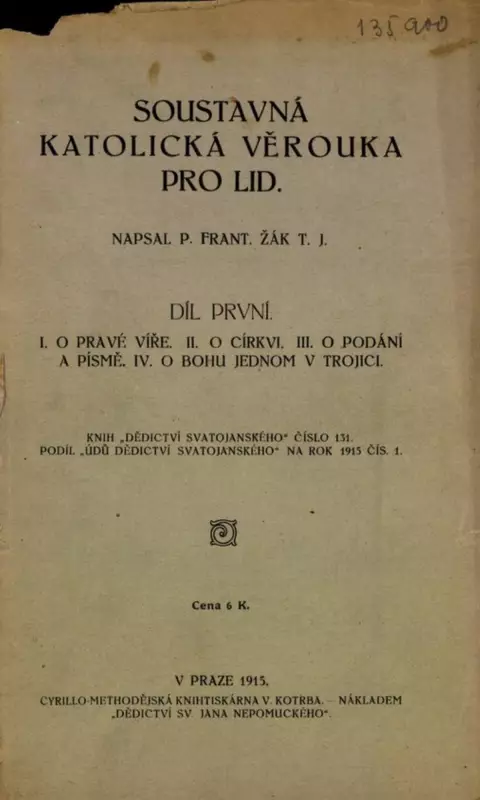 135900
SOUSTAVNÁ
KATOLICKÁ VĚROUKA
PRO LID.
NAPSAL P. FRANT. ŽÁK T. J.
DÍL PRVNÍ.
I. O PRAVÉ VÍŘE. II. O CÍRKVI. III. O PODÁNÍ
A PÍSMĚ. IV. O BOHU JEDNOM V TROJICI.
KNIH „DĚDICTVÍ SVATOJANSKÉHO“ ČÍSLO 131.
PODÍL „ÚDŮ DĚDICTVÍ SVATOJANSKÉHO“ NA ROK 1915 ČÍS. 1.
Cena 6 K.
V PRAZE 1915.
CYRILLO-METHODĚJSKÁ KNIHTISKÁRNA V. KOTRBA. – NÁKLADEM
„DĚDICTVÍ SV. JANA NEPOMUCKÉHO“.